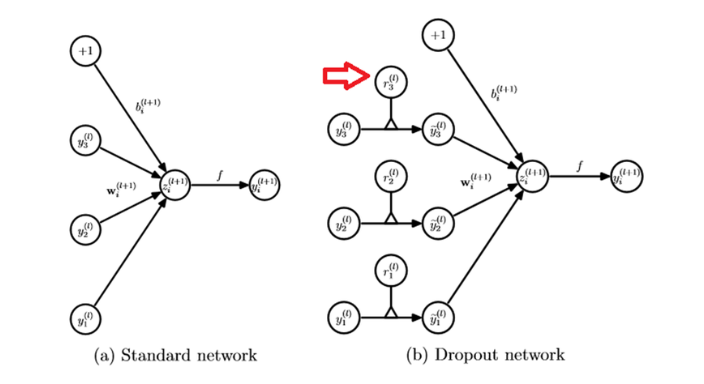 +1
b_i^{(l+1)}
y_3^{(l)}
w_i^{(l+1)}
z_i^{(l+1)}
f
y_i^{(l+1)}
y_2^{(l)}
y_1^{(l)}
(a) Standard network
+1
r_3^{(l)}
b_i^{(l+1)}
y_3^{(l)}
ỹ_3^{(l)}
r_2^{(l)}
w_i^{(l+1)}
z_i^{(l+1)}
f
y_i^{(l+1)}
y_2^{(l)}
ỹ_2^{(l)}
r_1^{(l)}
y_1^{(l)}
ỹ_1^{(l)}
(b) Dropout network